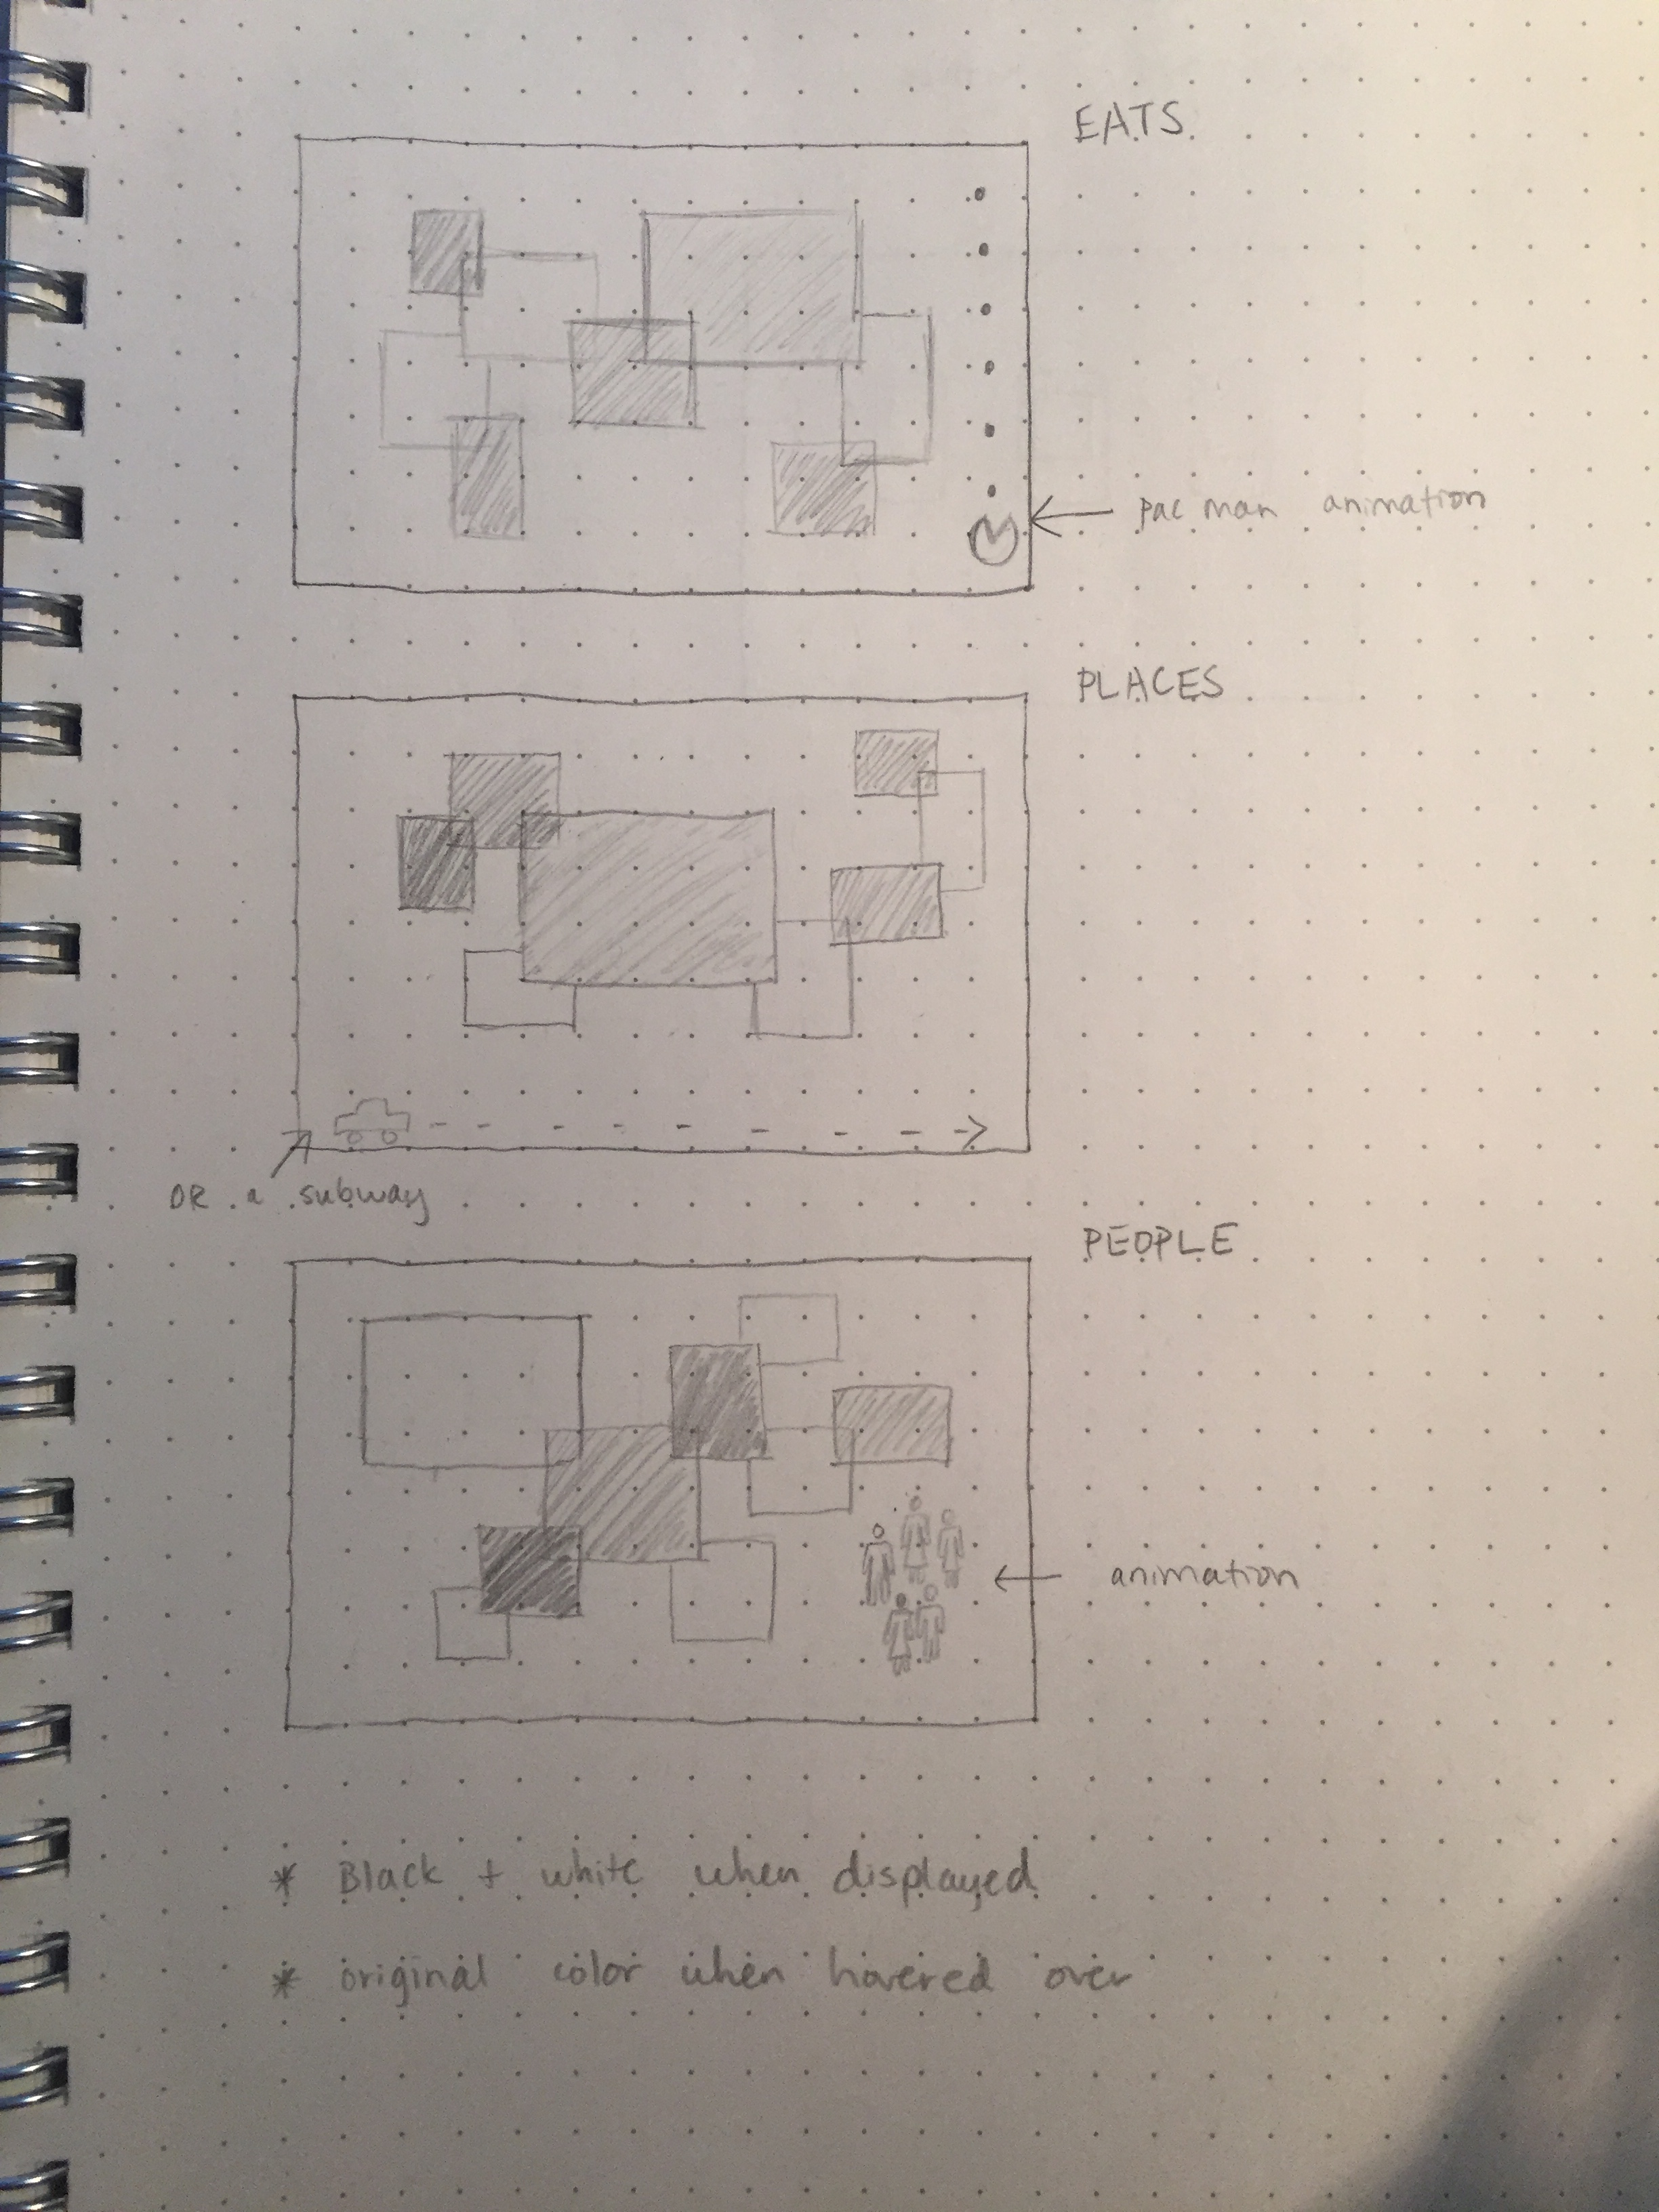 EATS
pac man animation
PLACES
OR a subway
PEOPLE
animation
* Black + white when displayed
* original color when hovered over